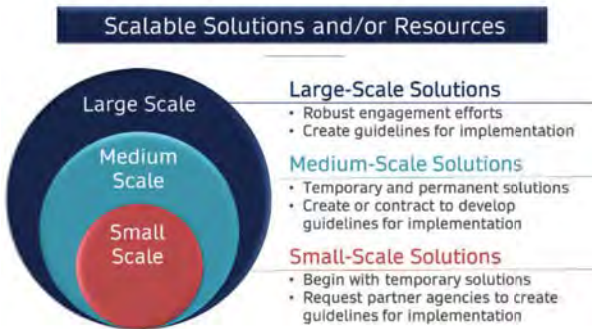 Scalable Solutions and/or Resources
Large Scale
Medium
Scale
Small
Scale
Large-Scale Solutions
• Robust engagement efforts
• Create guidelines for implementation
Medium-Scale Solutions
• Temporary and permanent solutions
• Create or contract to develop
guidelines for implementation
Small-Scale Solutions
• Begin with temporary solutions
• Request partner agencies to create
guidelines for implementation